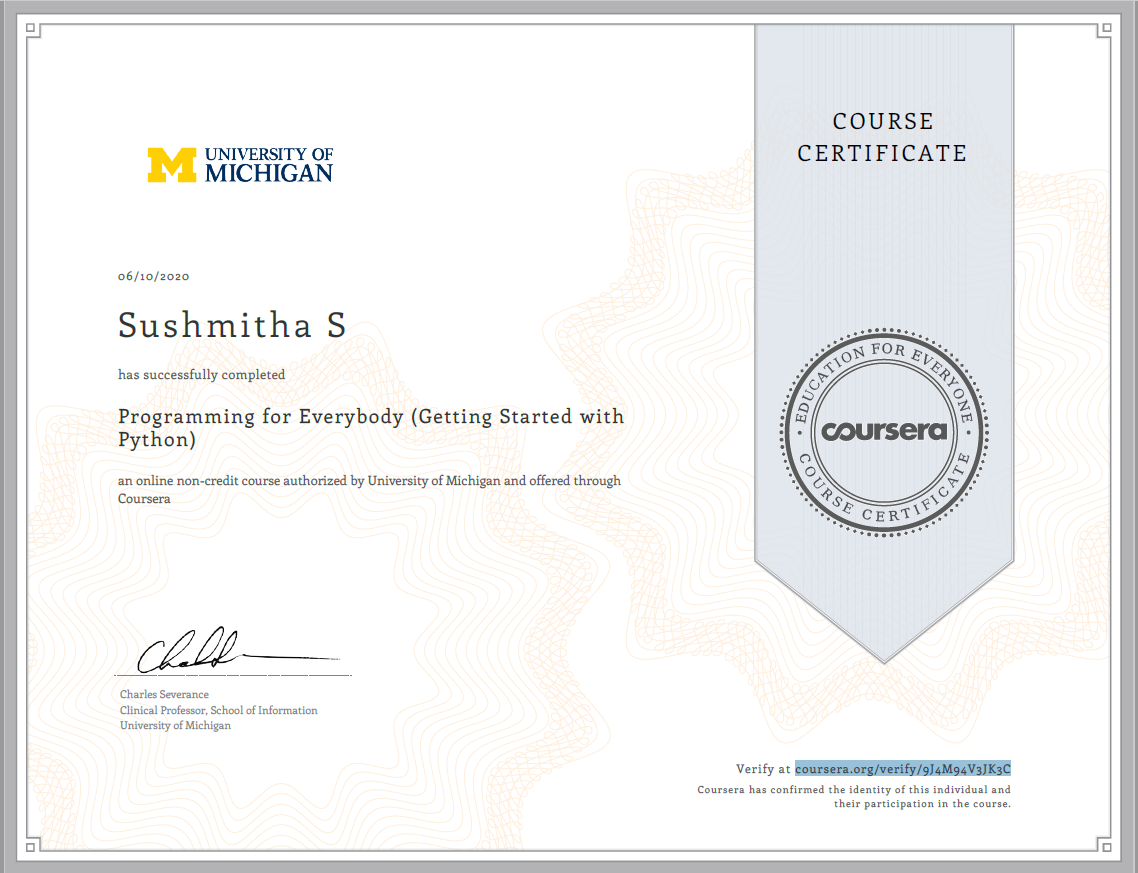 COURSE
CERTIFICATE
M UNIVERSITY OF
MICHIGAN
06/10/2020
Sushmitha S
has successfully completed
Programming for Everybody (Getting Started with
Python)
an online non-credit course authorized by University of Michigan and offered through
Coursera
EDUCATION FOR EVERYONE
coursera
COURSE CERTIFICATE
Charles Severance
Clinical Professor, School of Information
University of Michigan
Verify at coursera.org/verify/9J4M94V3JK3C
Coursera has confirmed the identity of this individual and
their participation in the course.